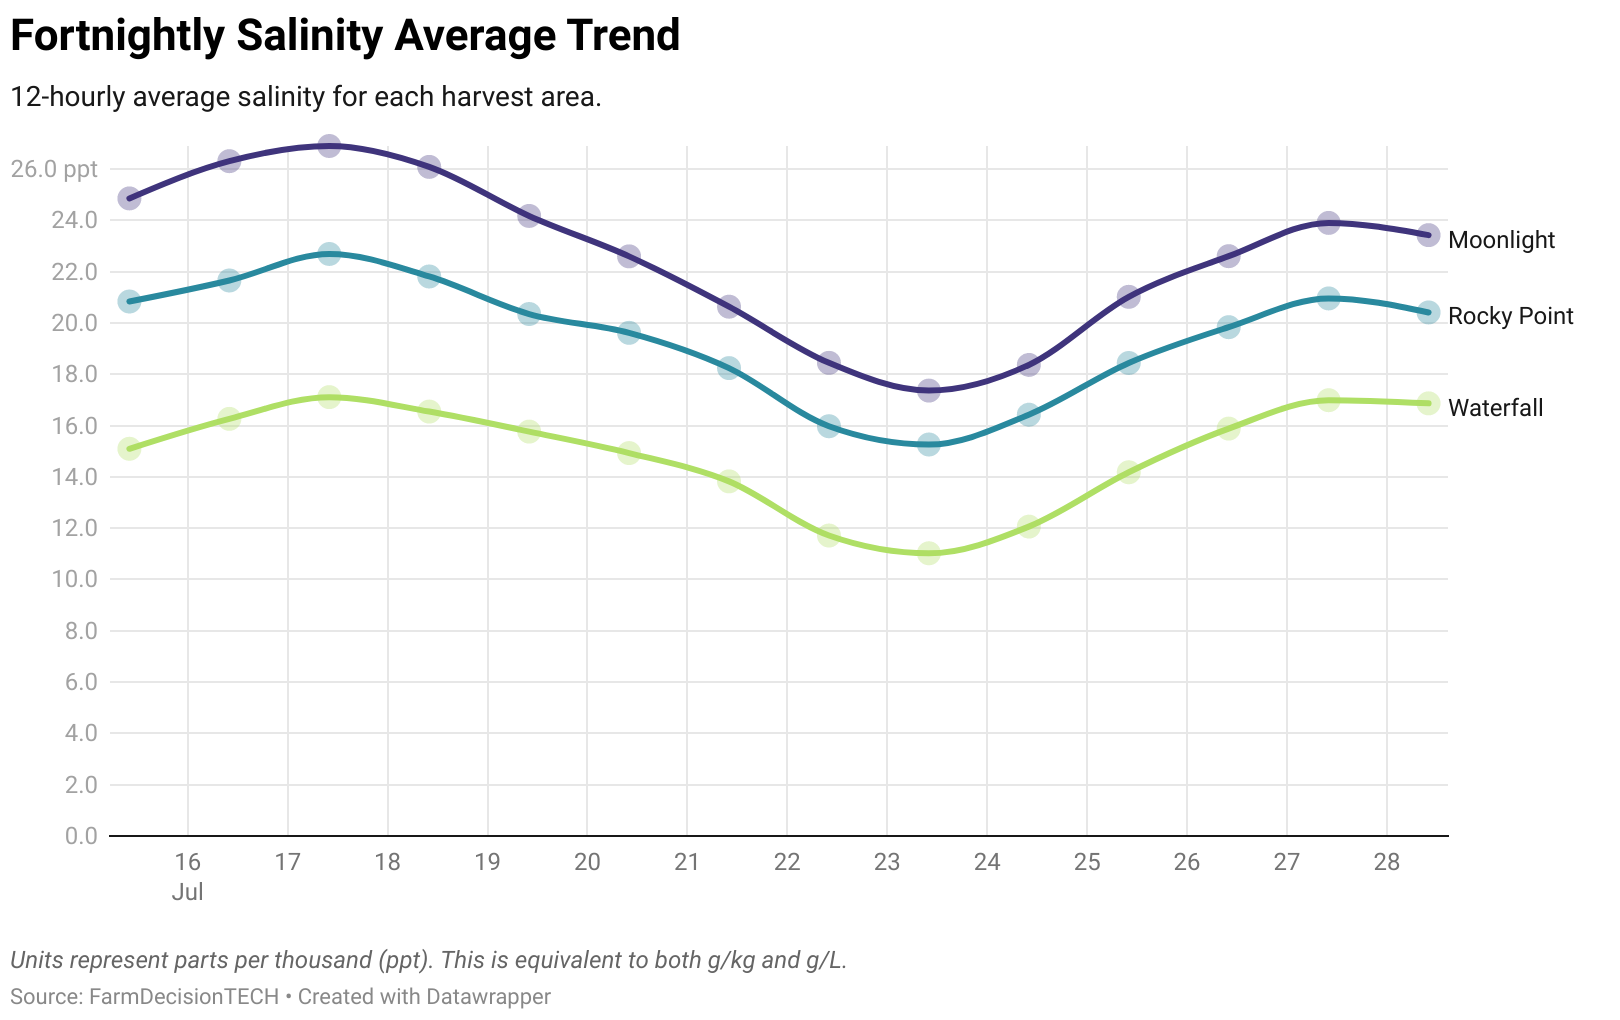 Fortnightly Salinity Average Trend
12-hourly average salinity for each harvest area.
26.0 ppt
24.0
22.0
20.0
18.0
16.0
14.0
12.0
10.0
8.0
6.0
4.0
2.0
0.0
Moonlight
Rocky Point
Waterfall
16 17 18 19 20 21 22 23 24 25 26 27 28
Jul
Units represent parts per thousand (ppt). This is equivalent to both g/kg and g/L.
Source: FarmDecisionTECH • Created with Datawrapper